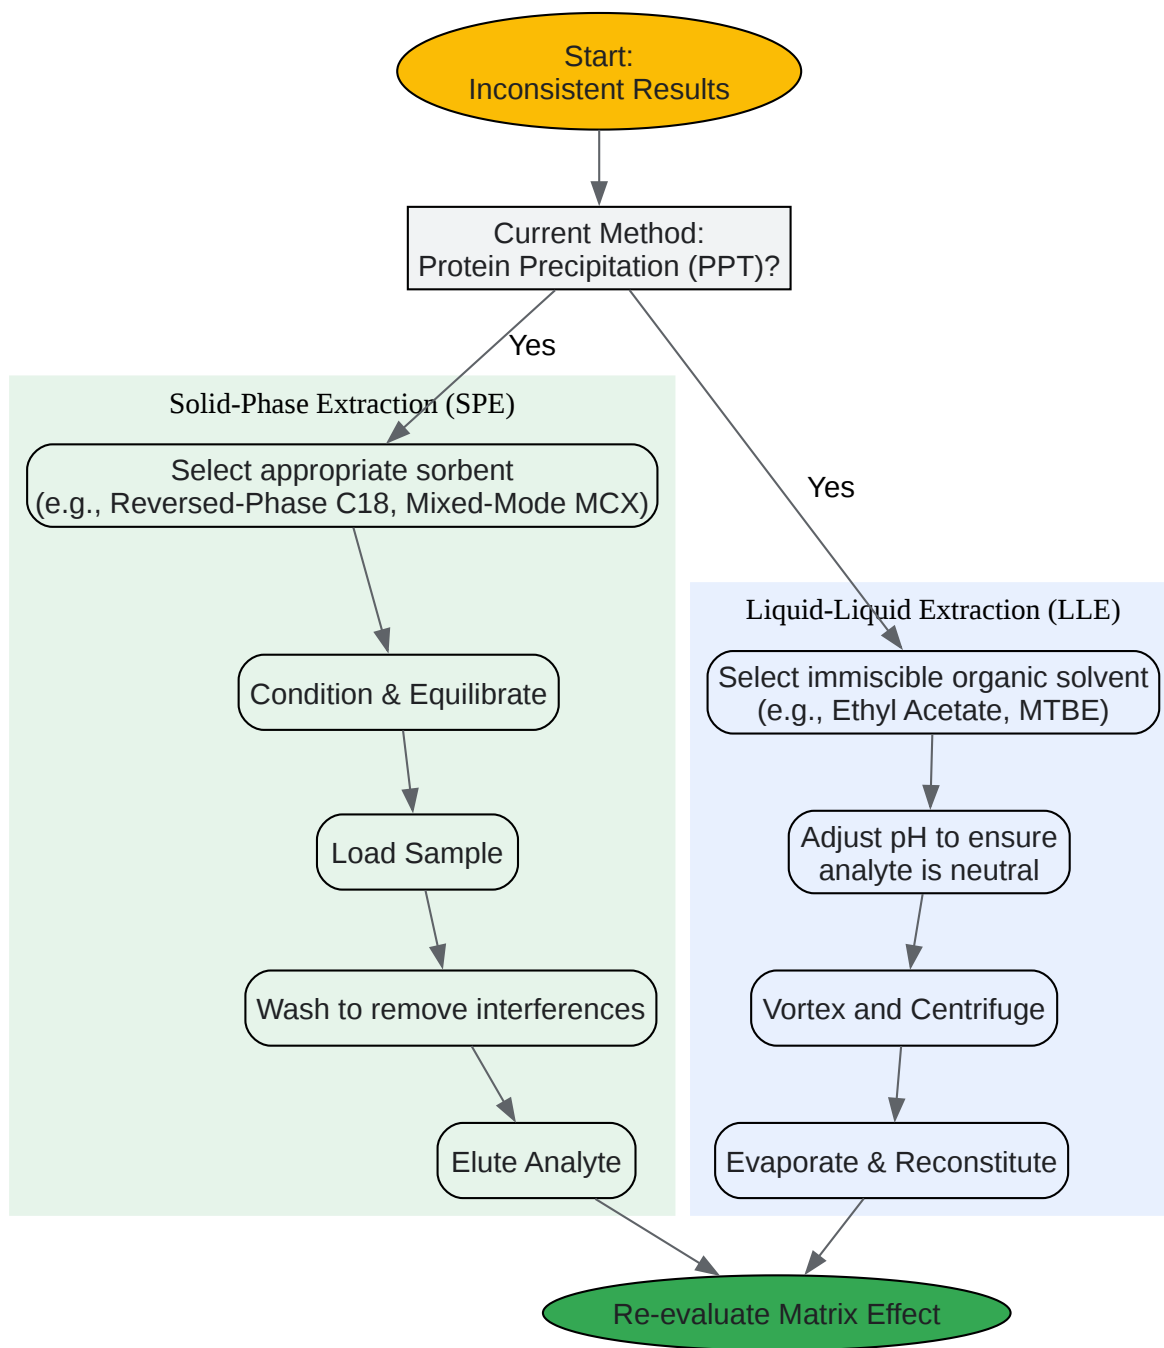 Start:
Inconsistent Results
Current Method:
Protein Precipitation (PPT)?
Yes
Solid-Phase Extraction (SPE)
Select appropriate sorbent
(e.g., Reversed-Phase C18, Mixed-Mode MCX)
Condition & Equilibrate
Load Sample
Wash to remove interferences
Elute Analyte
Yes
Liquid-Liquid Extraction (LLE)
Select immiscible organic solvent
(e.g., Ethyl Acetate, MTBE)
Adjust pH to ensure
analyte is neutral
Vortex and Centrifuge
Evaporate & Reconstitute
Re-evaluate Matrix Effect